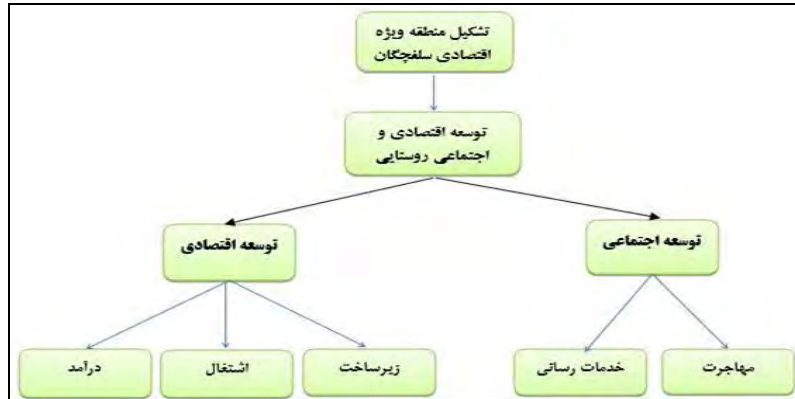 تشکیل منطقه ویژه
اقتصادی سلفچگان
توسعه اقتصادی و
اجتماعی روستایی
توسعه اجتماعی
توسعه اقتصادی
مهاجرت
خدمات رسانی
زیرساخت
اشتغال
درآمد